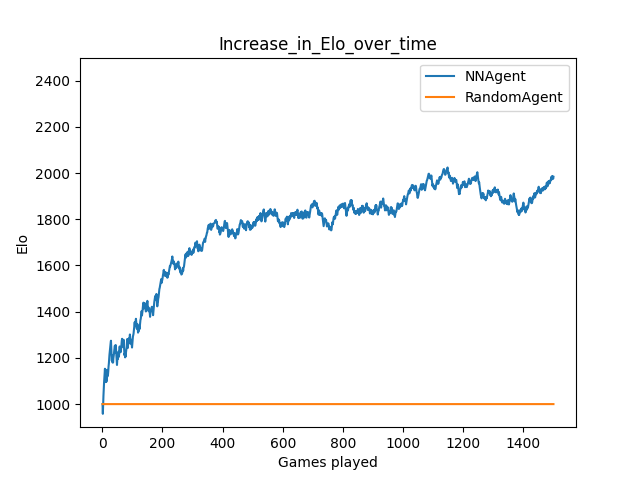 Increase_in_Elo_over_time
NNAgent
RandomAgent
2400
2200
2000
1800
1600
1400
1200
1000
Elo
0 200 400 600 800 1000 1200 1400
Games played